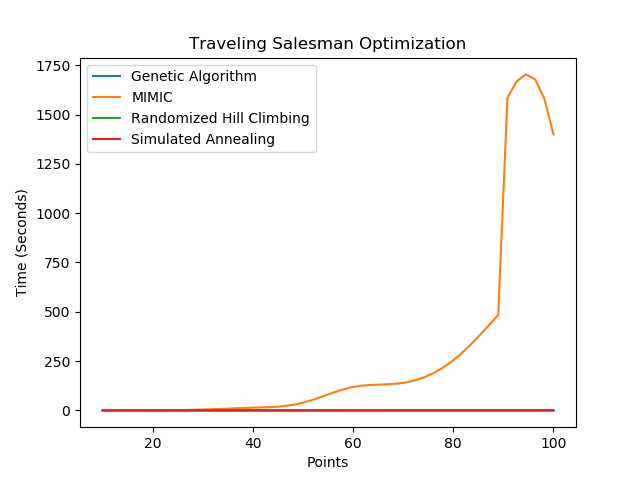 Traveling Salesman Optimization
Genetic Algorithm
MIMIC
Randomized Hill Climbing
Simulated Annealing
Time (Seconds)
1750
1500
1250
1000
750
500
250
0
20
40
60
80
100
Points